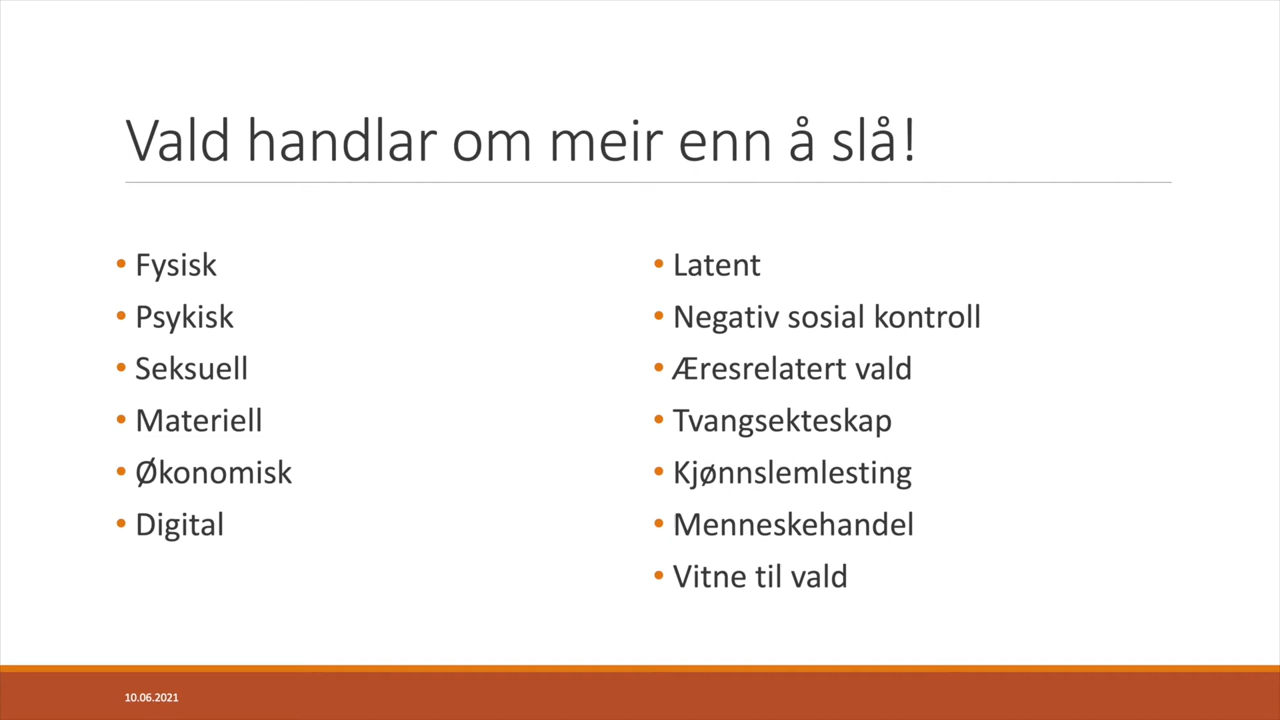 Vald handlar om meir enn å slå!
• Fysisk
• Psykisk
• Seksuell
• Materiell
• Økonomisk
• Digital
• Latent
• Negativ sosial kontroll
• Æresrelatert vald
• Tvangsekteskap
• Kjønnslemlesting
• Menneskehandel
• Vitne til vald
10.06.2021